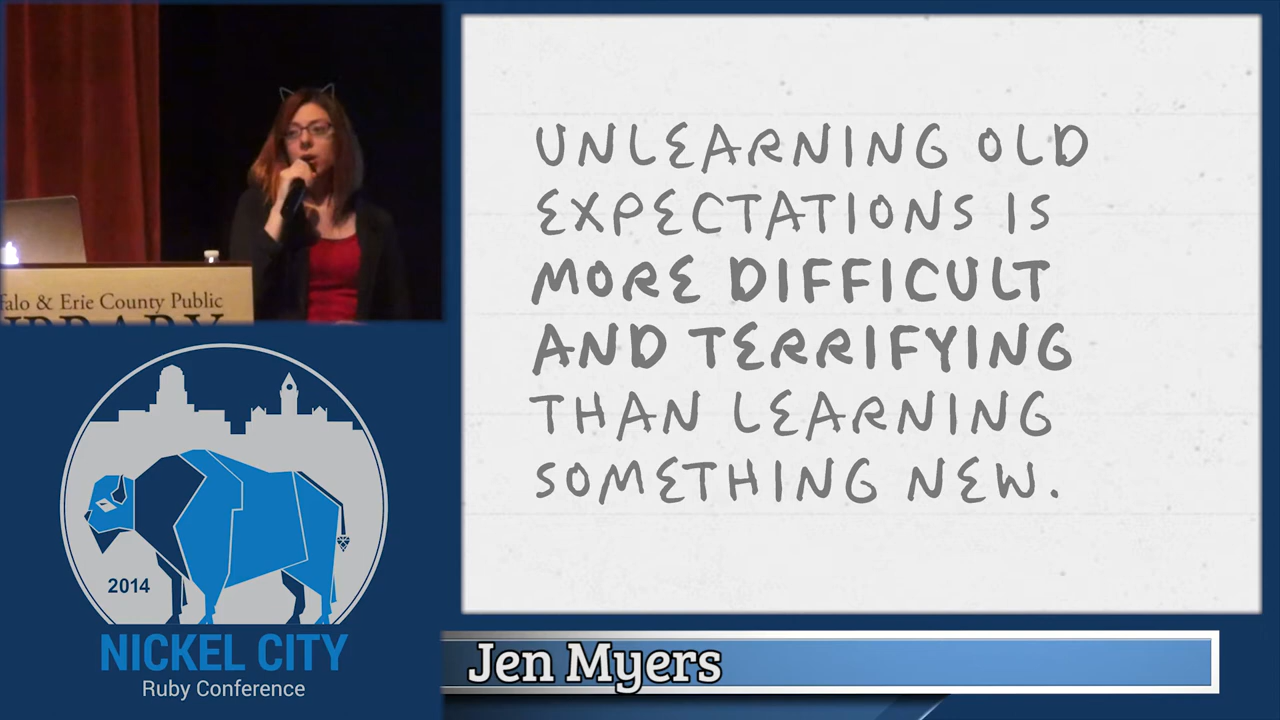 UNLEARNING OLD
EXPECTATIONS IS
MORE DIFFICULT
AND TERRIFYING
THAN LEARNING
SOMETHING NEW.
& Erie County Public
2014
NICKEL CITY
Ruby Conference
Jen Myers